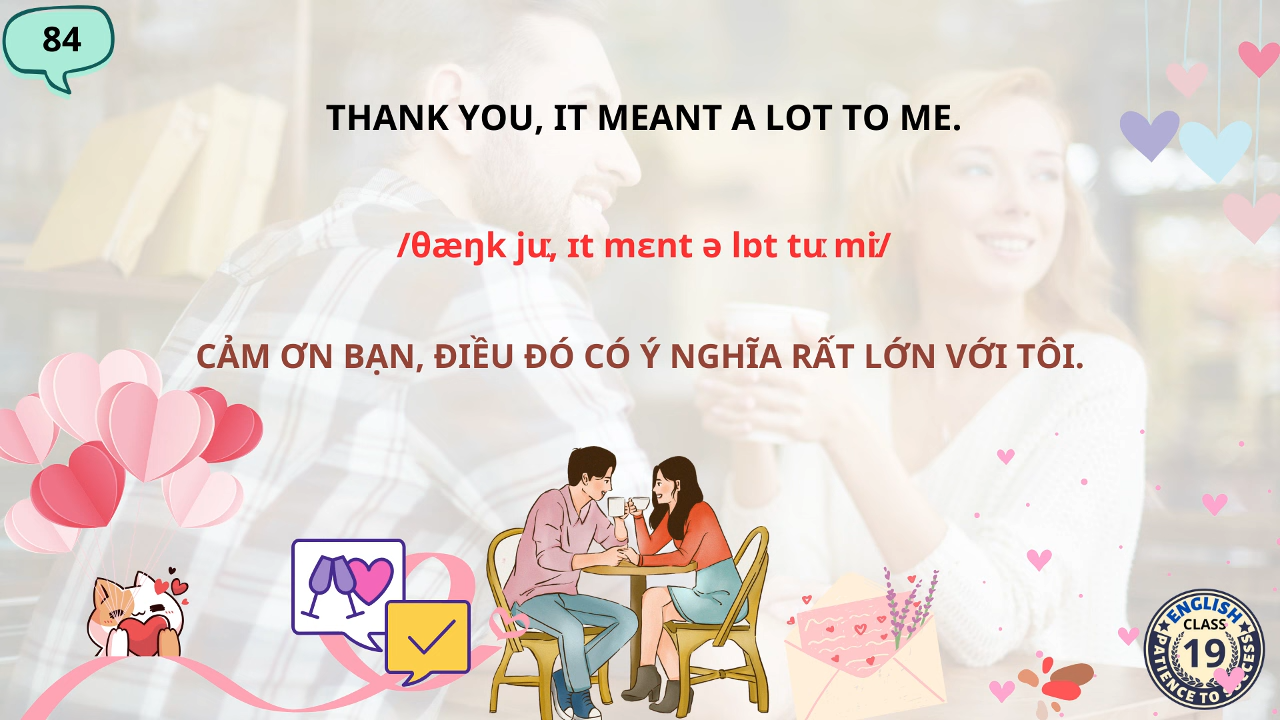 84
THANK YOU, IT MEANT A LOT TO ME.
/θæŋk juː, ɪt mɛnt ə lɒt tuː miː/
CẢM ƠN BẠN, ĐIỀU ĐÓ CÓ Ý NGHĨA RẤT LỚN VỚI TÔI.
ENGLISH
CLASS
19
PATIENCE TO SUCCESS